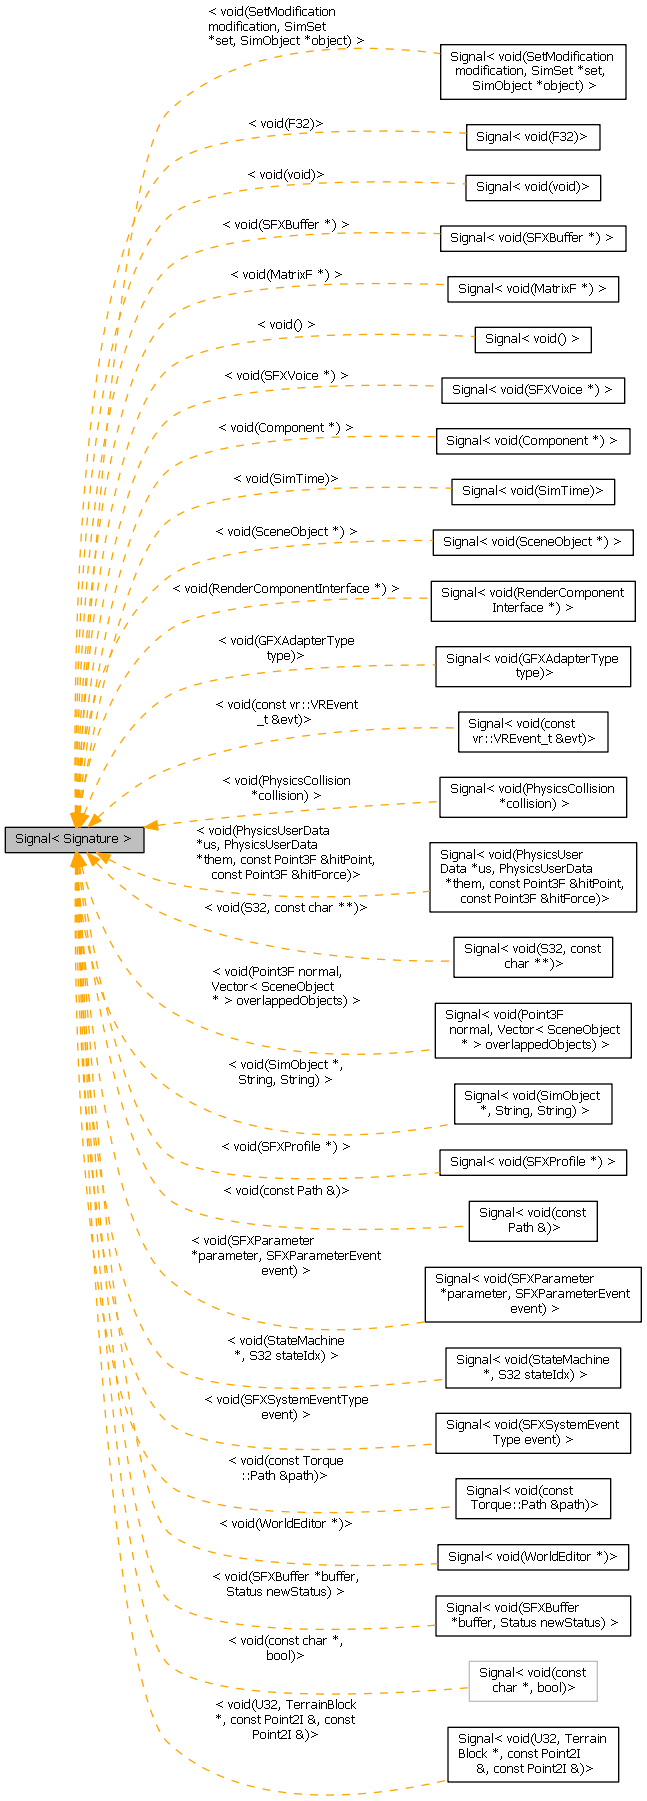 < void(SetModification
modification, SimSet
*set, SimObject *object) >
Signal< void(SetModification
modification, SimSet *set,
SimObject *object) >
< void(F32)>
Signal< void(F32)>
< void(void)>
Signal< void(void)>
< void(SFXBuffer *) >
Signal< void(SFXBuffer *) >
< void(MatrixF *) >
Signal< void(MatrixF *) >
< void() >
Signal< void() >
< void(SFXVoice *) >
Signal< void(SFXVoice *) >
< void(Component *) >
Signal< void(Component *) >
< void(SimTime)>
Signal< void(SimTime)>
< void(SceneObject *) >
Signal< void(SceneObject *) >
< void(RenderComponentInterface *) >
Signal< void(RenderComponent
Interface *) >
< void(GFXAdapterType
type)>
Signal< void(GFXAdapterType
type)>
< void(const vr::VREvent
_t &evt)>
Signal< void(const
vr::VREvent_t &evt)>
< void(PhysicsCollision
*collision) >
Signal< void(PhysicsCollision
*collision) >
Signal< Signature >
< void(PhysicsUserData
*us, PhysicsUserData
*them, const Point3F &hitPoint,
const Point3F &hitForce)>
Signal< void(PhysicsUser
Data *us, PhysicsUserData
*them, const Point3F &hitPoint,
const Point3F &hitForce)>
< void(S32, const char **)>
Signal< void(S32, const
char **)>
< void(Point3F normal,
Vector< SceneObject
* > overlappedObjects) >
Signal< void(Point3F
normal, Vector< SceneObject
* > overlappedObjects) >
< void(SimObject *,
String, String) >
Signal< void(SimObject
*, String, String) >
< void(SFXProfile *) >
Signal< void(SFXProfile *) >
< void(const Path &)>
Signal< void(const
Path &)>
< void(SFXParameter
*parameter, SFXParameterEvent
event) >
Signal< void(SFXParameter
*parameter, SFXParameterEvent
event) >
< void(StateMachine
*, S32 stateIdx) >
Signal< void(StateMachine
*, S32 stateIdx) >
< void(SFXSystemEventType
event) >
Signal< void(SFXSystemEvent
Type event) >
< void(const Torque
::Path &path)>
Signal< void(const
Torque::Path &path)>
< void(WorldEditor *)>
Signal< void(WorldEditor *)>
< void(SFXBuffer *buffer,
Status newStatus) >
Signal< void(SFXBuffer
*buffer, Status newStatus) >
< void(const char *,
bool)>
Signal< void(const
char *, bool)>
< void(U32, TerrainBlock
*, const Point2I &, const
Point2I &)>
Signal< void(U32, Terrain
Block *, const Point2I
&, const Point2I &)>